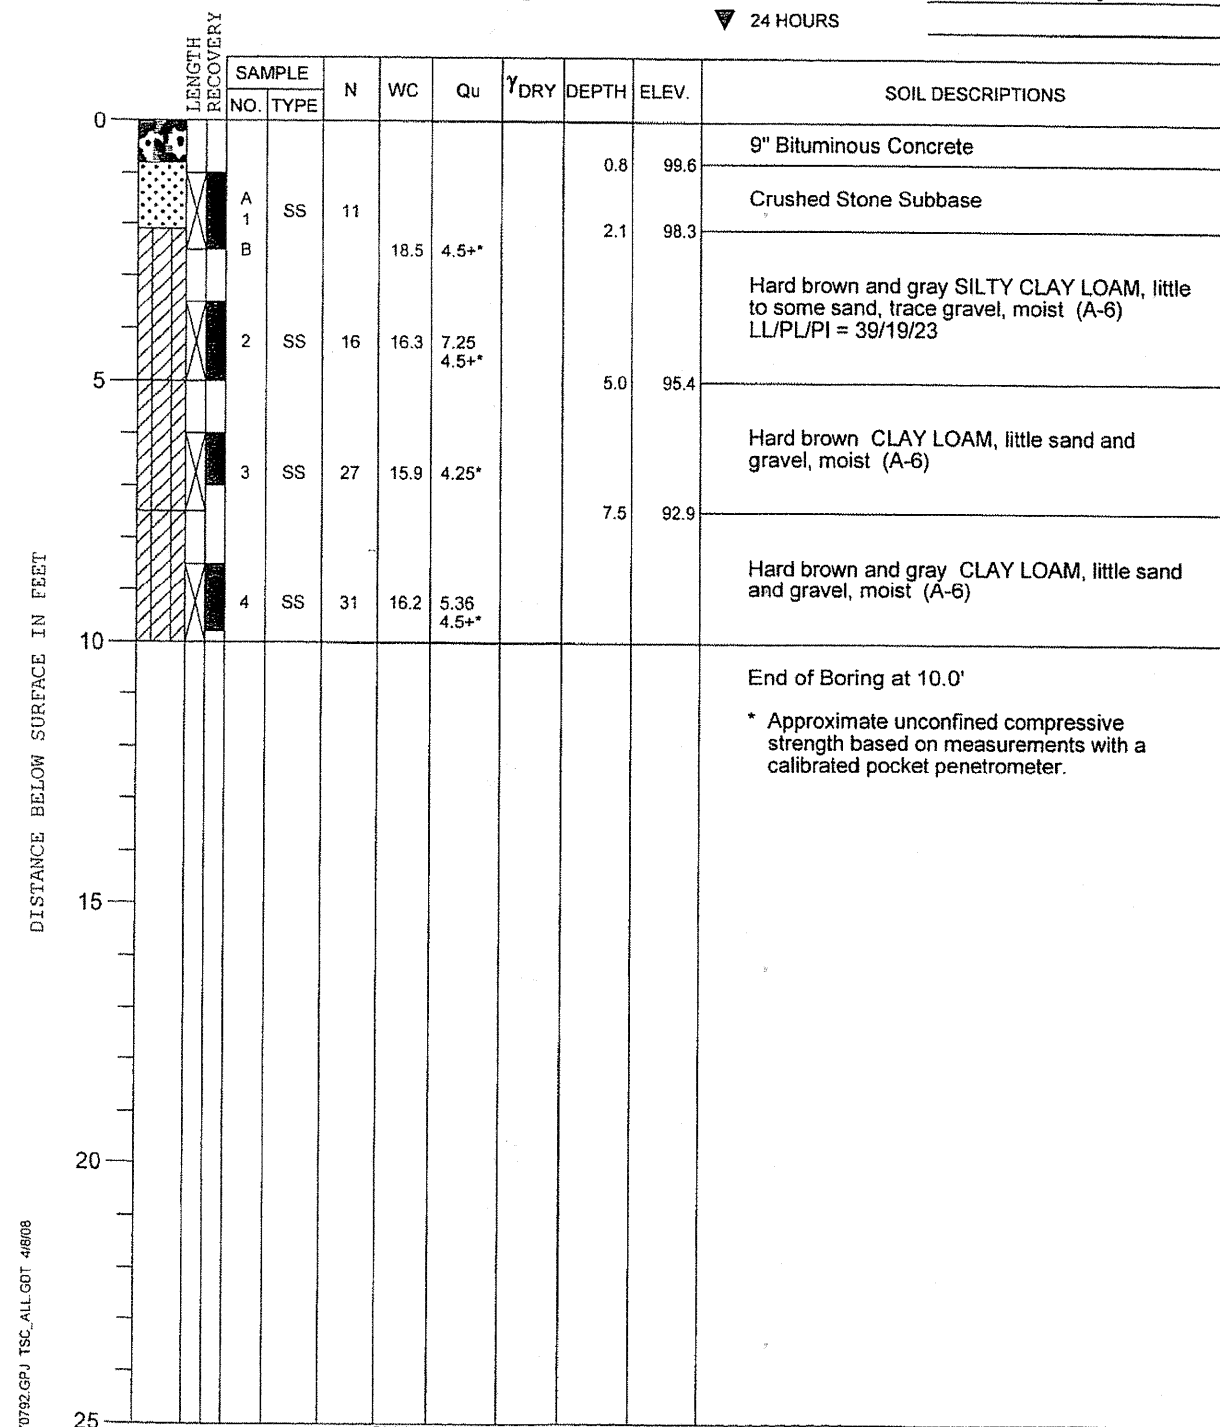 24 HOURS
LENGTH
RECOVERY
SAMPLE
NO. TYPE N WC Qu γDRY DEPTH ELEV. SOIL DESCRIPTIONS
0
9" Bituminous Concrete
0.8 99.6
A
1 SS 11
Crushed Stone Subbase
2.1 98.3
B 18.5 4.5+*
Hard brown and gray SILTY CLAY LOAM, little
to some sand, trace gravel, moist (A-6)
LL/PL/PI = 39/19/23
2 SS 16 16.3 7.25
4.5+*
5 5.0 95.4
Hard brown CLAY LOAM, little sand and
gravel, moist (A-6)
3 SS 27 15.9 4.25*
7.5 92.9
Hard brown and gray CLAY LOAM, little sand
and gravel, moist (A-6)
4 SS 31 16.2 5.36
4.5+*
10
End of Boring at 10.0'
* Approximate unconfined compressive
strength based on measurements with a
calibrated pocket penetrometer.
15
20
25
DISTANCE BELOW SURFACE IN FEET
0792.GPJ TSC_ALL.GDT 4/8/08